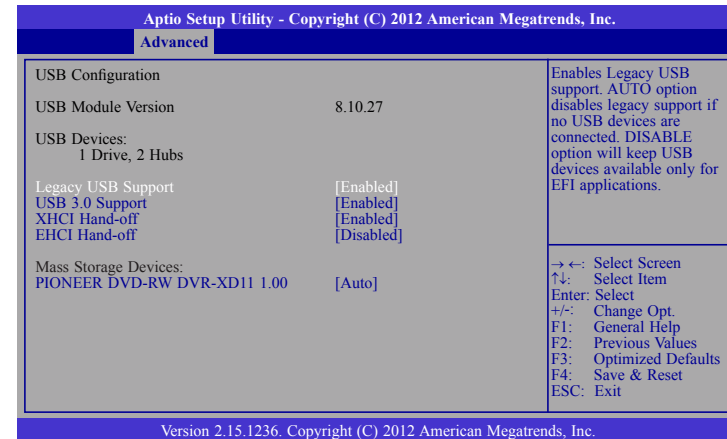 Aptio Setup Utility - Copyright (C) 2012 American Megatrends, Inc.
Advanced
USB Configuration
USB Module Version 8.10.27
USB Devices:
1 Drive, 2 Hubs
Legacy USB Support [Enabled]
USB 3.0 Support [Enabled]
XHCI Hand-off [Enabled]
EHCI Hand-off [Disabled]
Mass Storage Devices:
PIONEER DVD-RW DVR-XD11 1.00 [Auto]
Enables Legacy USB
support. AUTO option
disables legacy support if
no USB devices are
connected. DISABLE
option will keep USB
devices available only for
EFI applications.
→ ←: Select Screen
↑↓: Select Item
Enter: Select
+/-: Change Opt.
F1: General Help
F2: Previous Values
F3: Optimized Defaults
F4: Save & Reset
ESC: Exit
Version 2.15.1236. Copyright (C) 2012 American Megatrends, Inc.